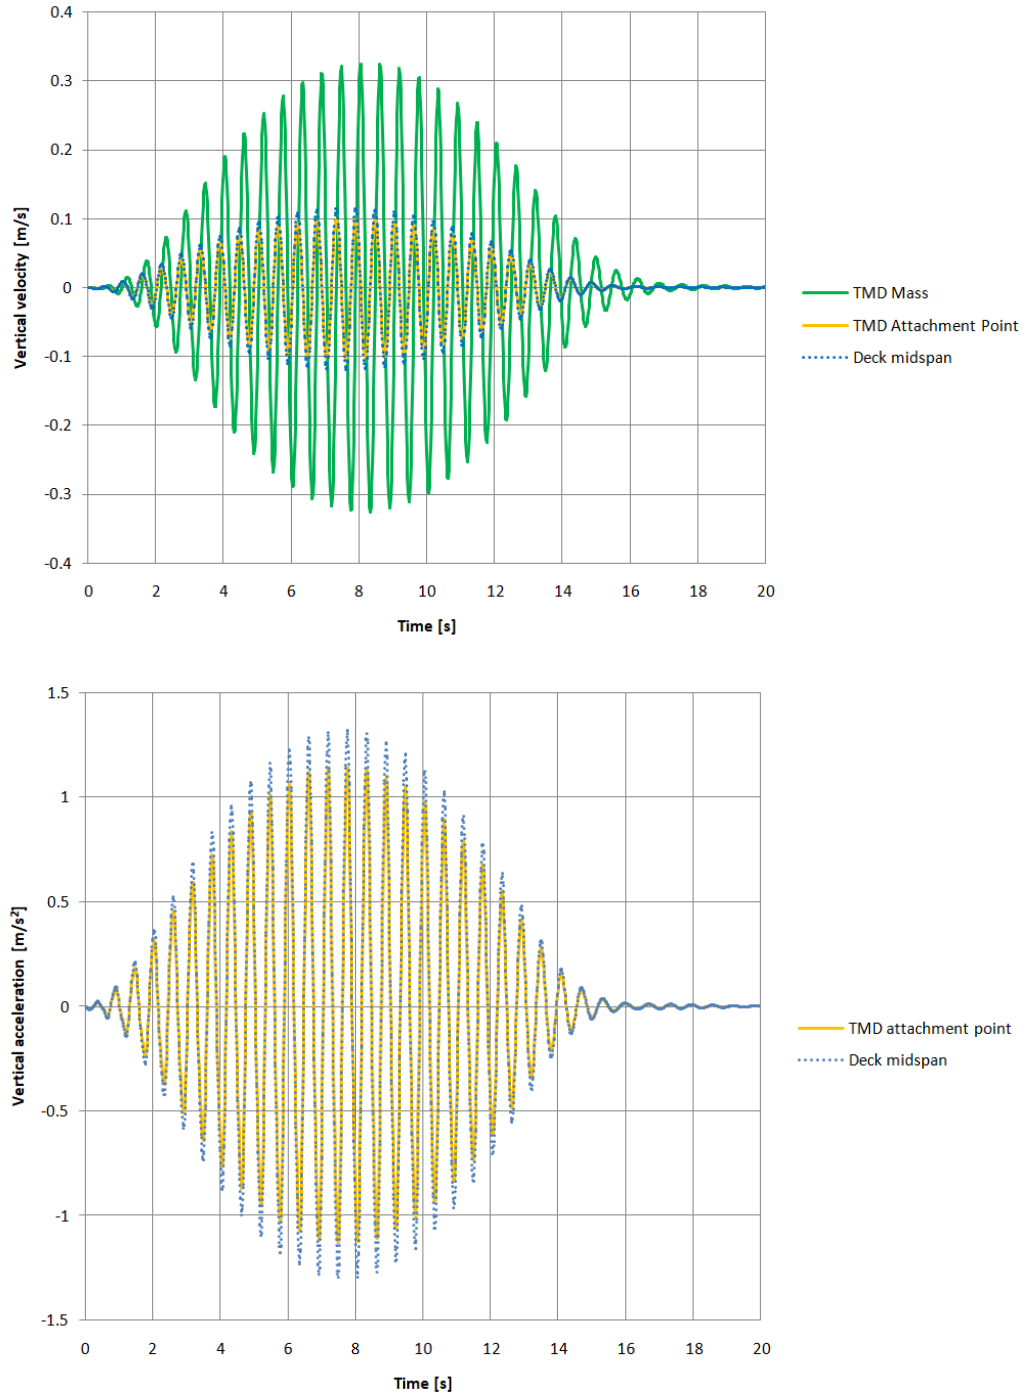 0.4
0.3
0.2
0.1
0
-0.1
-0.2
-0.3
-0.4
Vertical velocity [m/s]
0 2 4 6 8 10 12 14 16 18 20
Time [s]
TMD Mass
TMD Attachment Point
Deck midspan
1.5
1
0.5
0
-0.5
-1
-1.5
Vertical acceleration [m/s²]
0 2 4 6 8 10 12 14 16 18 20
Time [s]
TMD attachment point
Deck midspan